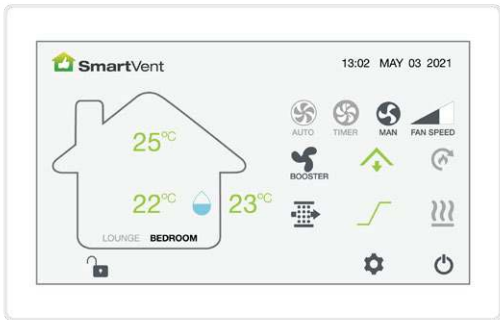 SmartVent
13:02 MAY 03 2021
25°C
AUTO TIMER MAN FAN SPEED
BOOSTER
22°C 23°C
LOUNGE BEDROOM